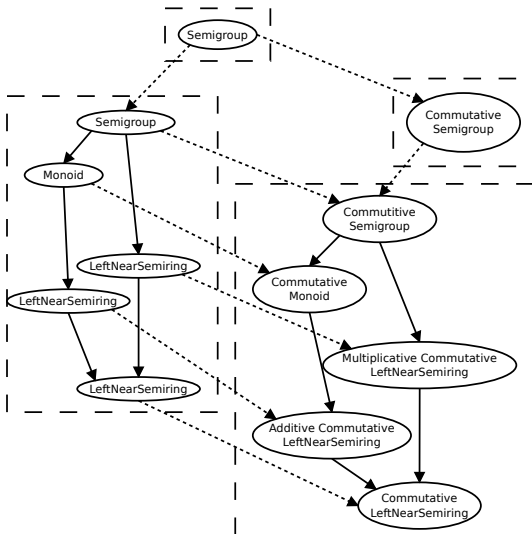 Semigroup
Commutative
Semigroup
Semigroup
Monoid
Commutitive
Semigroup
LeftNearSemiring
Commutative
Monoid
LeftNearSemiring
Multiplicative Commutative
LeftNearSemiring
LeftNearSemiring
Additive Commutative
LeftNearSemiring
Commutative
LeftNearSemiring